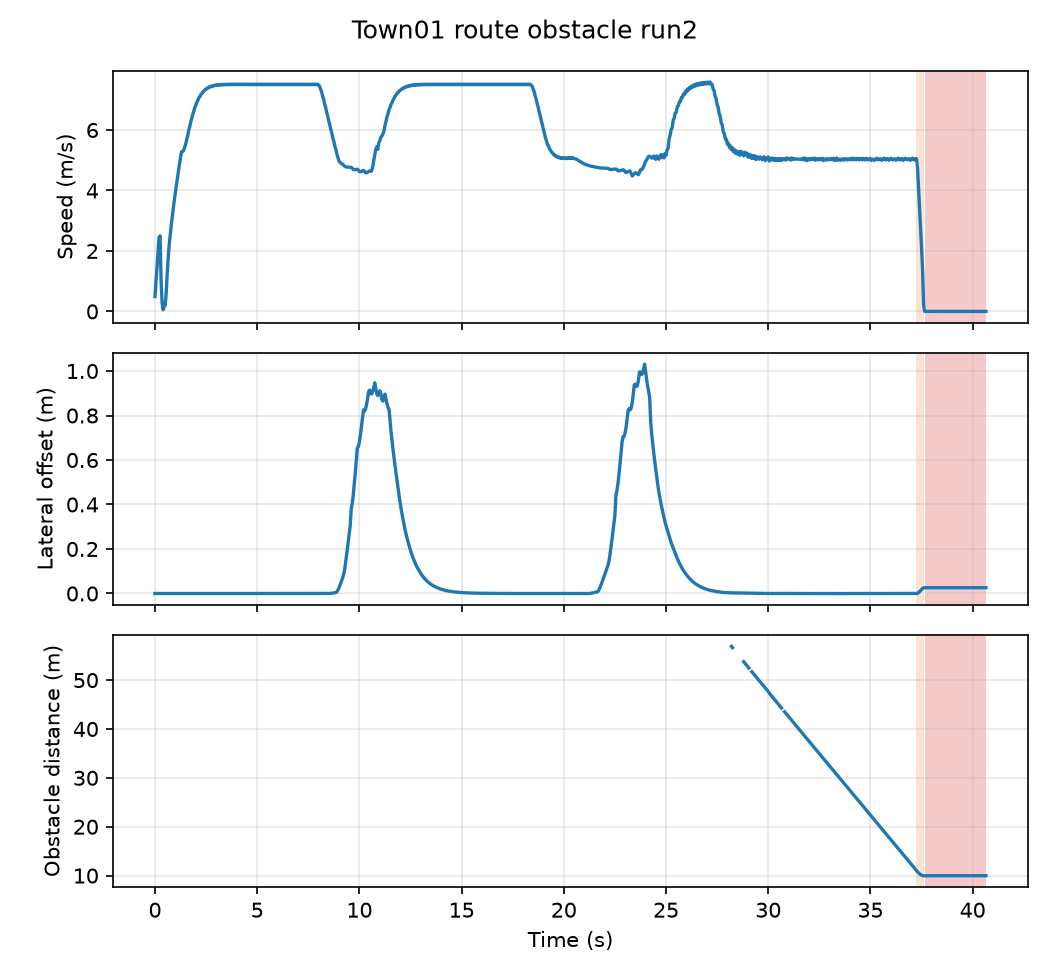 Town01 route obstacle run2
Speed (m/s)
6
4
2
0
Lateral offset (m)
1.0
0.8
0.6
0.4
0.2
0.0
Obstacle distance (m)
50
40
30
20
10
0 5 10 15 20 25 30 35 40
Time (s)